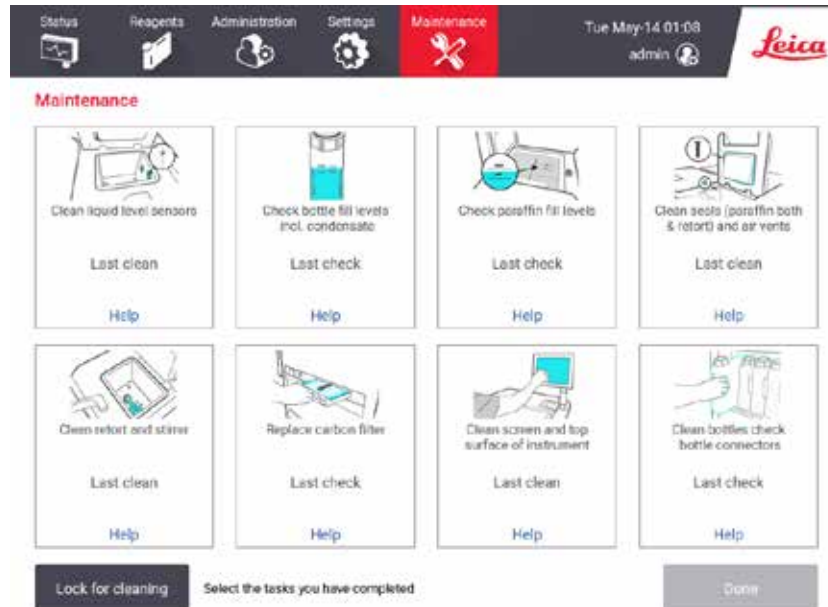 Status
Reagents
Administration
Settings
Maintenance
Tue May-14 01:08
admin
Leica
Maintenance
Clean liquid level sensors
Last clean
Help
Check bottle fill levels
incl. condensate
Last check
Help
Check paraffin fill levels
Last check
Help
Clean seals (paraffin bath
& retort) and air vents
Last clean
Help
Clean retort and stirrer
Last clean
Help
Replace carbon filter
Last check
Help
Clean screen and top
surface of instrument
Last clean
Help
Clean bottles check
bottle connectors
Last check
Help
Lock for cleaning
Select the tasks you have completed
Done